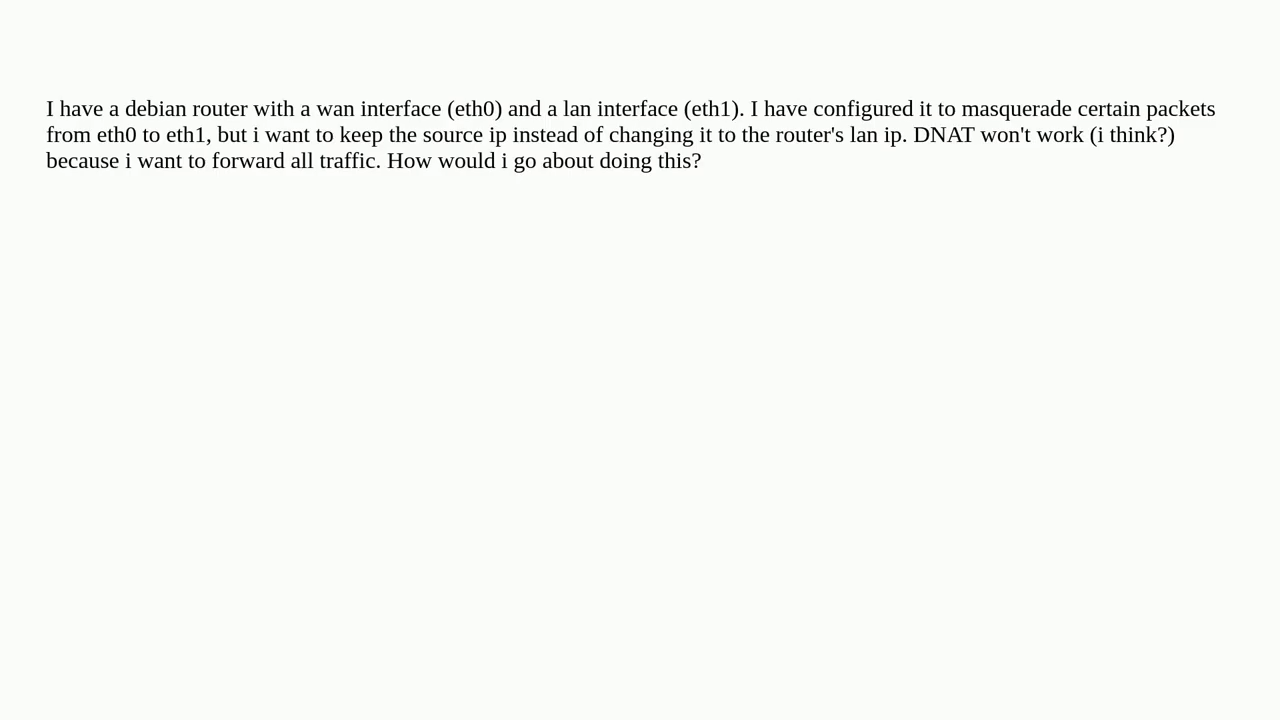 I have a debian router with a wan interface (eth0) and a lan interface (eth1). I have configured it to masquerade certain packets
from eth0 to eth1, but i want to keep the source ip instead of changing it to the router's lan ip. DNAT won't work (i think?)
because i want to forward all traffic. How would i go about doing this?